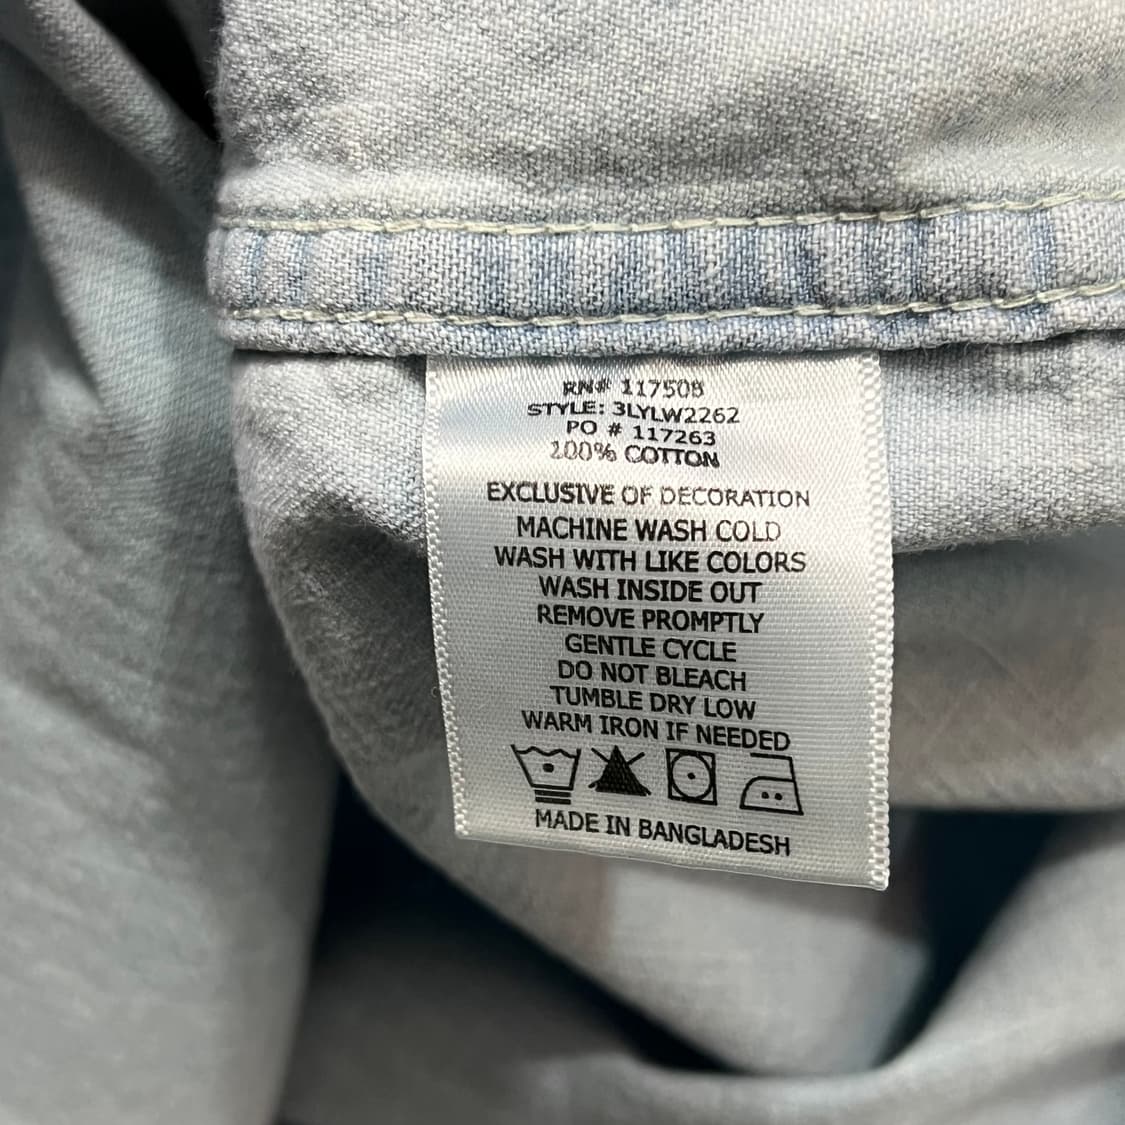 RN# 117508
STYLE: 3LYLW2262
PO # 117263
100% COTTON
EXCLUSIVE OF DECORATION
MACHINE WASH COLD
WASH WITH LIKE COLORS
WASH INSIDE OUT
REMOVE PROMPTLY
GENTLE CYCLE
DO NOT BLEACH
TUMBLE DRY LOW
WARM IRON IF NEEDED
MADE IN BANGLADESH